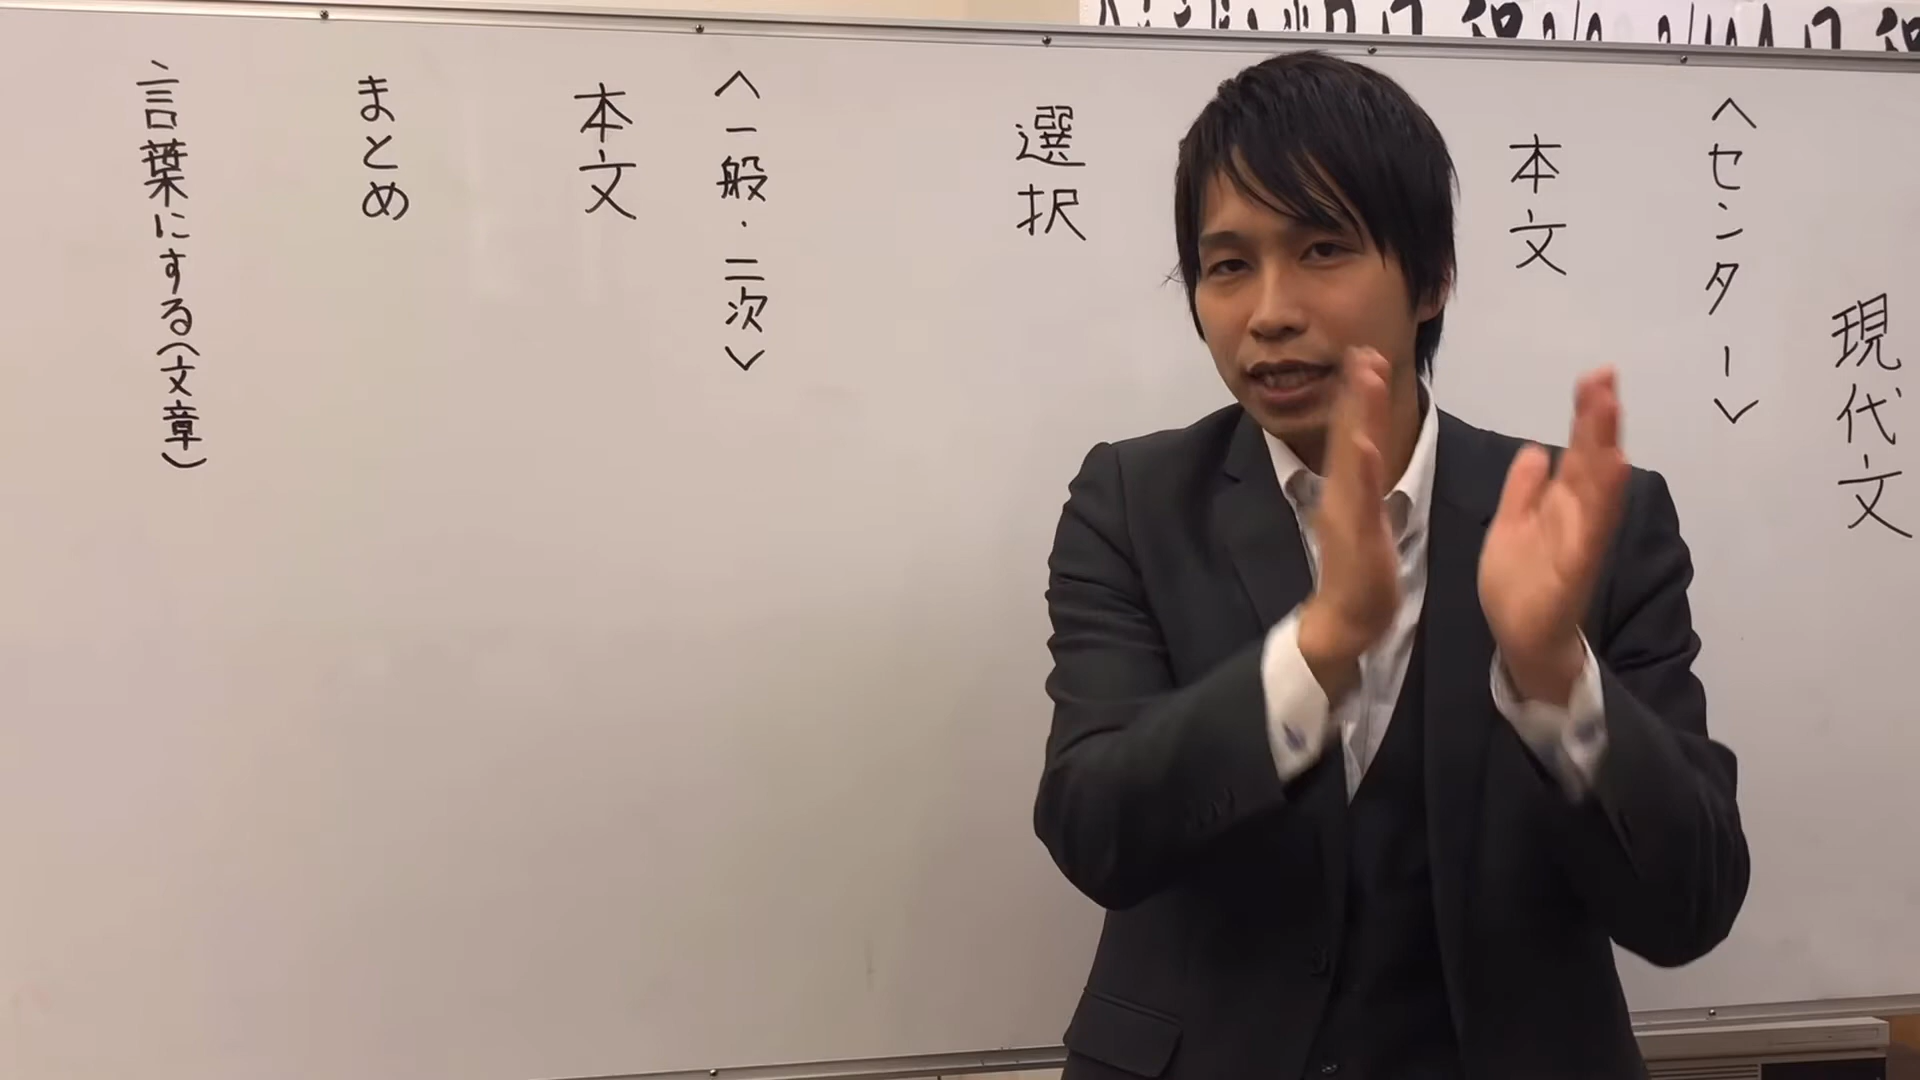 現代文
〈センター〉
本文
選択
〈一般・二次〉
本文
まとめ
言葉にする(文章)